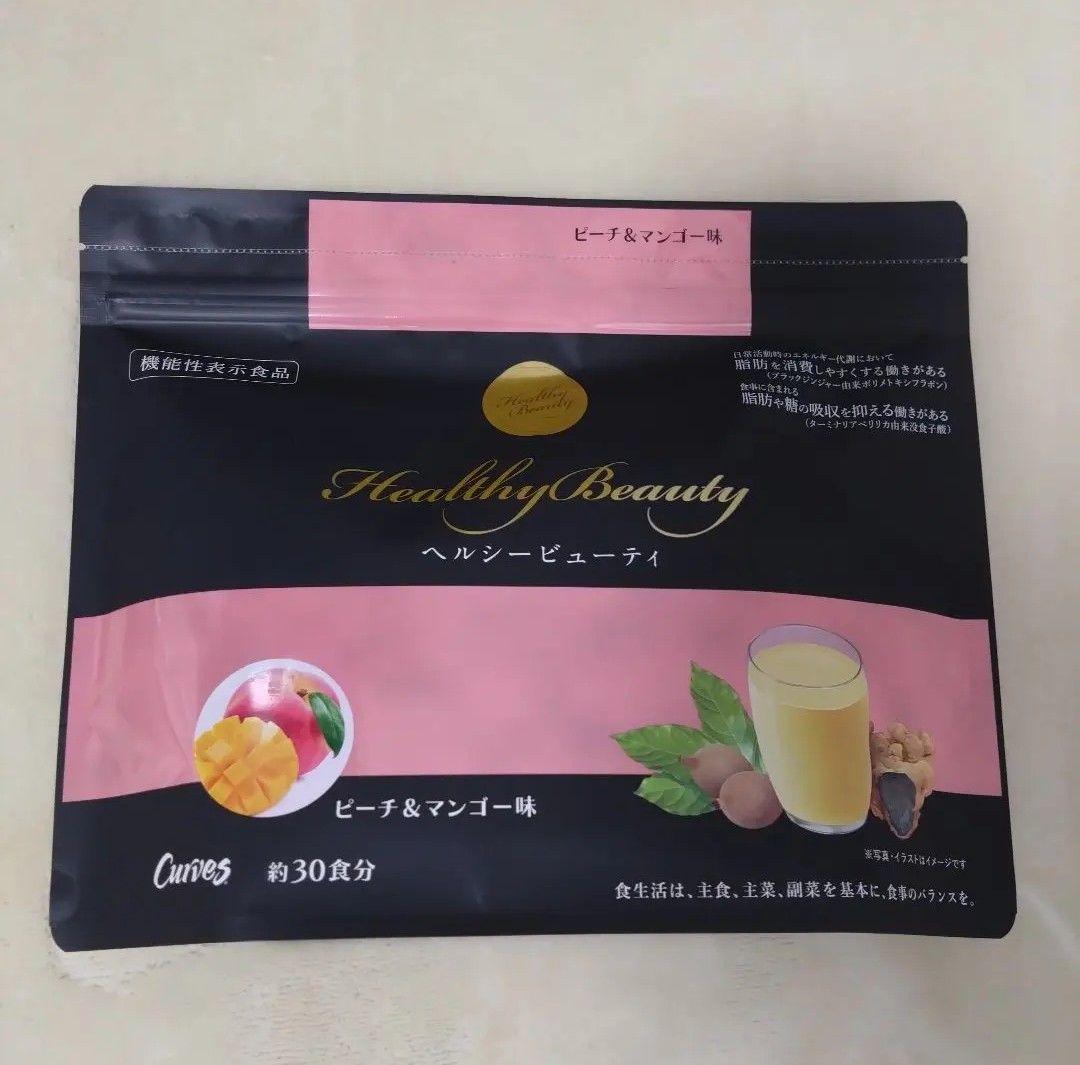 ピーチ&マンゴー味
機能性表示食品
日常活動時のエネルギー代謝において
脂肪を消費しやすくする働きがある
(ブラックジンジャー由来ポリメトキシフラボン)
食事に含まれる
脂肪や糖の吸収を抑える働きがある
(ターミナリアベリリカ由来没食子酸)
Healthy
Beauty
Healthy Beauty
ヘルシービューティ
ピーチ&マンゴー味
Curves
約30食分
※写真・イラストはイメージです
食生活は、主食、主菜、副菜を基本に、食事のバランスを。